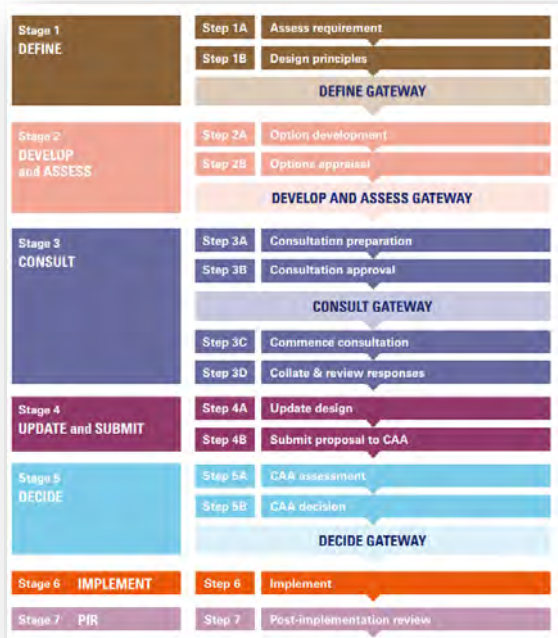 Stage 1
DEFINE
Step 1A Assess requirement
Step 1B Design principles
DEFINE GATEWAY
Stage 2
DEVELOP
and ASSESS
Step 2A Option development
Step 2B Options appraisal
DEVELOP AND ASSESS GATEWAY
Stage 3
CONSULT
Step 3A Consultation preparation
Step 3B Consultation approval
CONSULT GATEWAY
Step 3C Commence consultation
Step 3D Collate & review responses
Stage 4
UPDATE and SUBMIT
Step 4A Update design
Step 4B Submit proposal to CAA
Stage 5
DECIDE
Step 5A CAA assessment
Step 5B CAA decision
DECIDE GATEWAY
Stage 6 IMPLEMENT Step 6 Implement
Stage 7 PIR Step 7 Post-implementation review